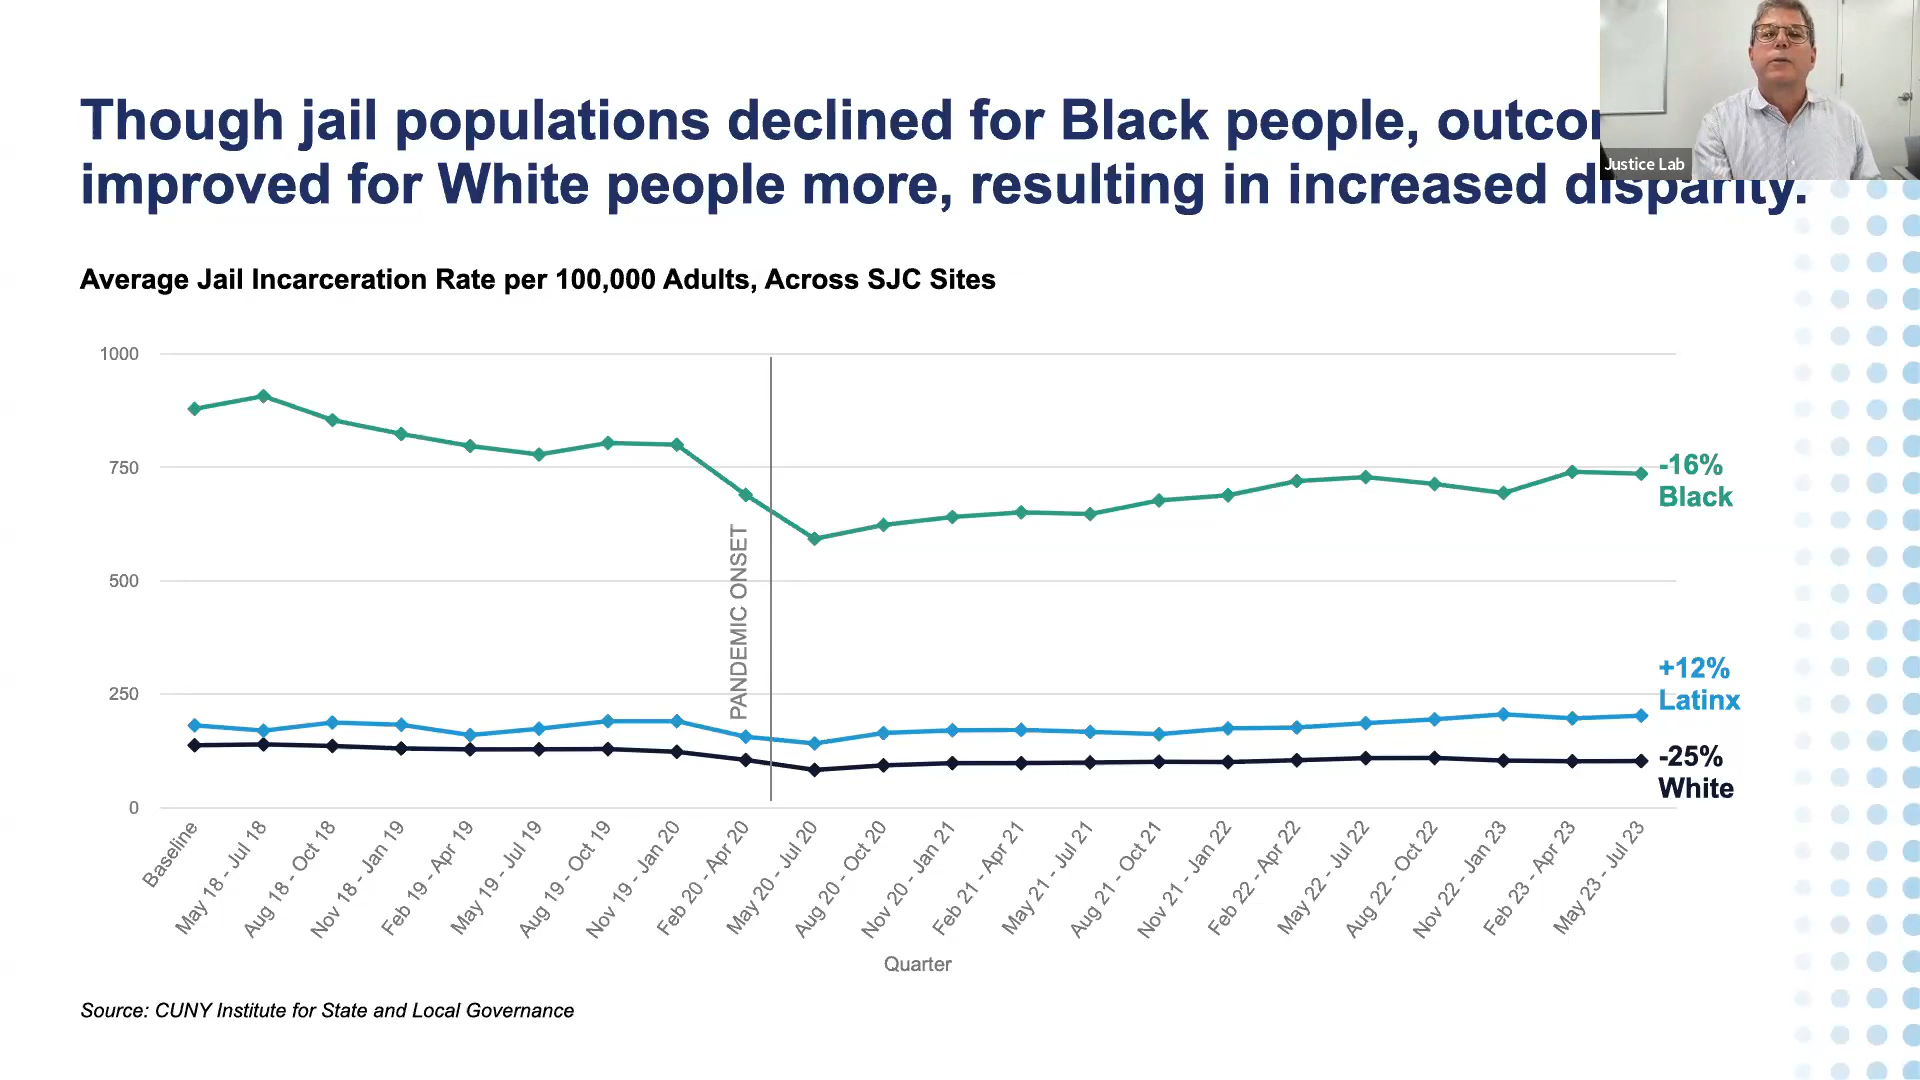 Though jail populations declined for Black people,
improved for White people more, resulting in increased disparity.
Justice Lab
Average Jail Incarceration Rate per 100,000 Adults, Across SJC Sites
1000
750
500
250
0
PANDEMIC ONSET
-16%
Black
+12%
Latinx
-25%
White
Baseline
May 18 - Jul 18
Aug 18 - Oct 18
Nov 18 - Jan 19
Feb 19 - Apr 19
May 19 - Jul 19
Aug 19 - Oct 19
Nov 19 - Jan 20
Feb 20 - Apr 20
May 20 - Jul 20
Aug 20 - Oct 20
Nov 20 - Jan 21
Feb 21 - Apr 21
May 21 - Jul 21
Aug 21 - Oct 21
Nov 21 - Jan 22
Feb 22 - Apr 22
May 22 - Jul 22
Aug 22 - Oct 22
Nov 22 - Jan 23
Feb 23 - Apr 23
May 23 - Jul 23
Quarter
Source: CUNY Institute for State and Local Governance